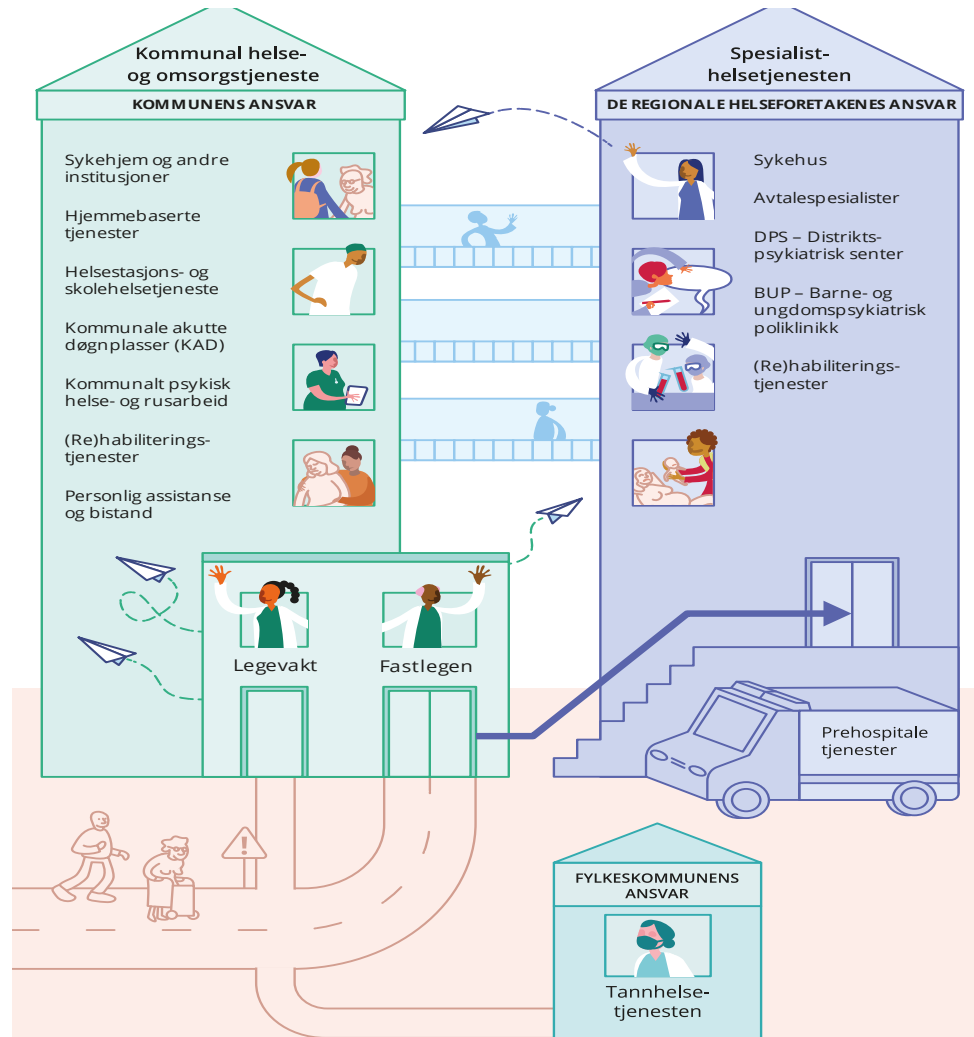 Kommunal helse-
og omsorgstjeneste
KOMMUNENS ANSVAR
Sykehjem og andre
institusjoner
Hjemmebaserte
tjenester
Helsestasjons- og
skolehelsetjeneste
Kommunale akutte
døgnplasser (KAD)
Kommunalt psykisk
helse- og rusarbeid
(Re)habiliterings-
tjenester
Personlig assistanse
og bistand
Legevakt
Fastlegen
Spesialist-
helsetjenesten
DE REGIONALE HELSEFORETAKENES ANSVAR
Sykehus
Avtalespesialister
DPS – Distrikts-
psykiatrisk senter
BUP – Barne- og
ungdomspsykiatrisk
poliklinikk
(Re)habiliterings-
tjenester
Prehospitale
tjenester
!
FYLKESKOMMUNENS
ANSVAR
Tannhelse-
tjenesten